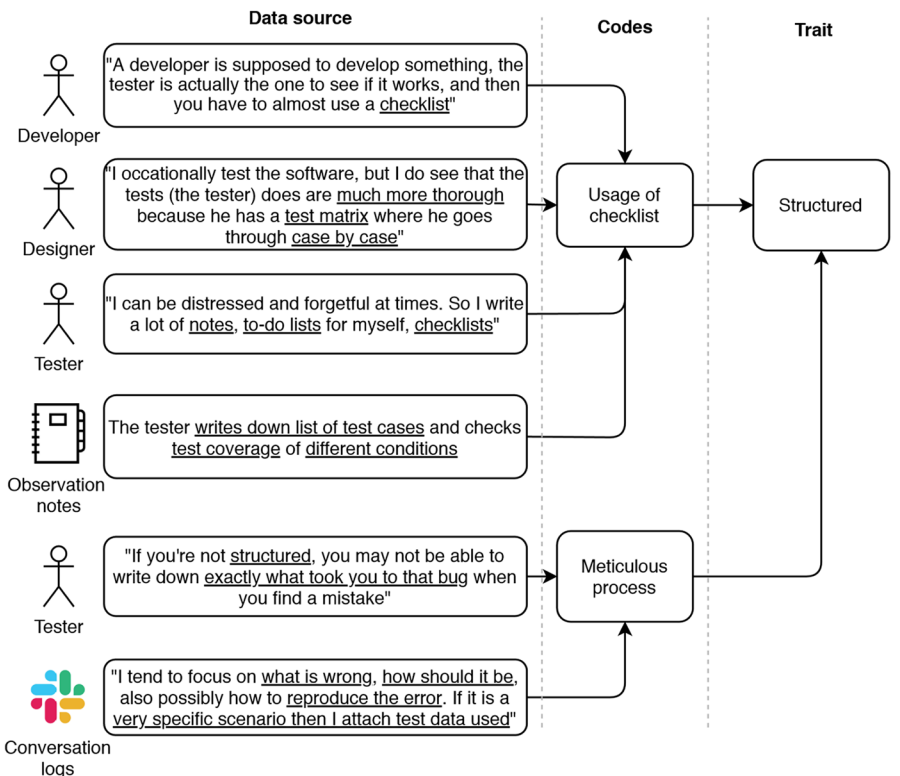 Data source
Codes
Trait
Developer
"A developer is supposed to develop something, the
tester is actually the one to see if it works, and then
you have to almost use a checklist"
Designer
"I occationally test the software, but I do see that the
tests (the tester) does are much more thorough
because he has a test matrix where he goes
through case by case"
Usage of
checklist
Structured
Tester
"I can be distressed and forgetful at times. So I write
a lot of notes, to-do lists for myself, checklists"
Observation
notes
The tester writes down list of test cases and checks
test coverage of different conditions
Tester
"If you're not structured, you may not be able to
write down exactly what took you to that bug when
you find a mistake"
Meticulous
process
Conversation
logs
"I tend to focus on what is wrong, how should it be,
also possibly how to reproduce the error. If it is a
very specific scenario then I attach test data used"